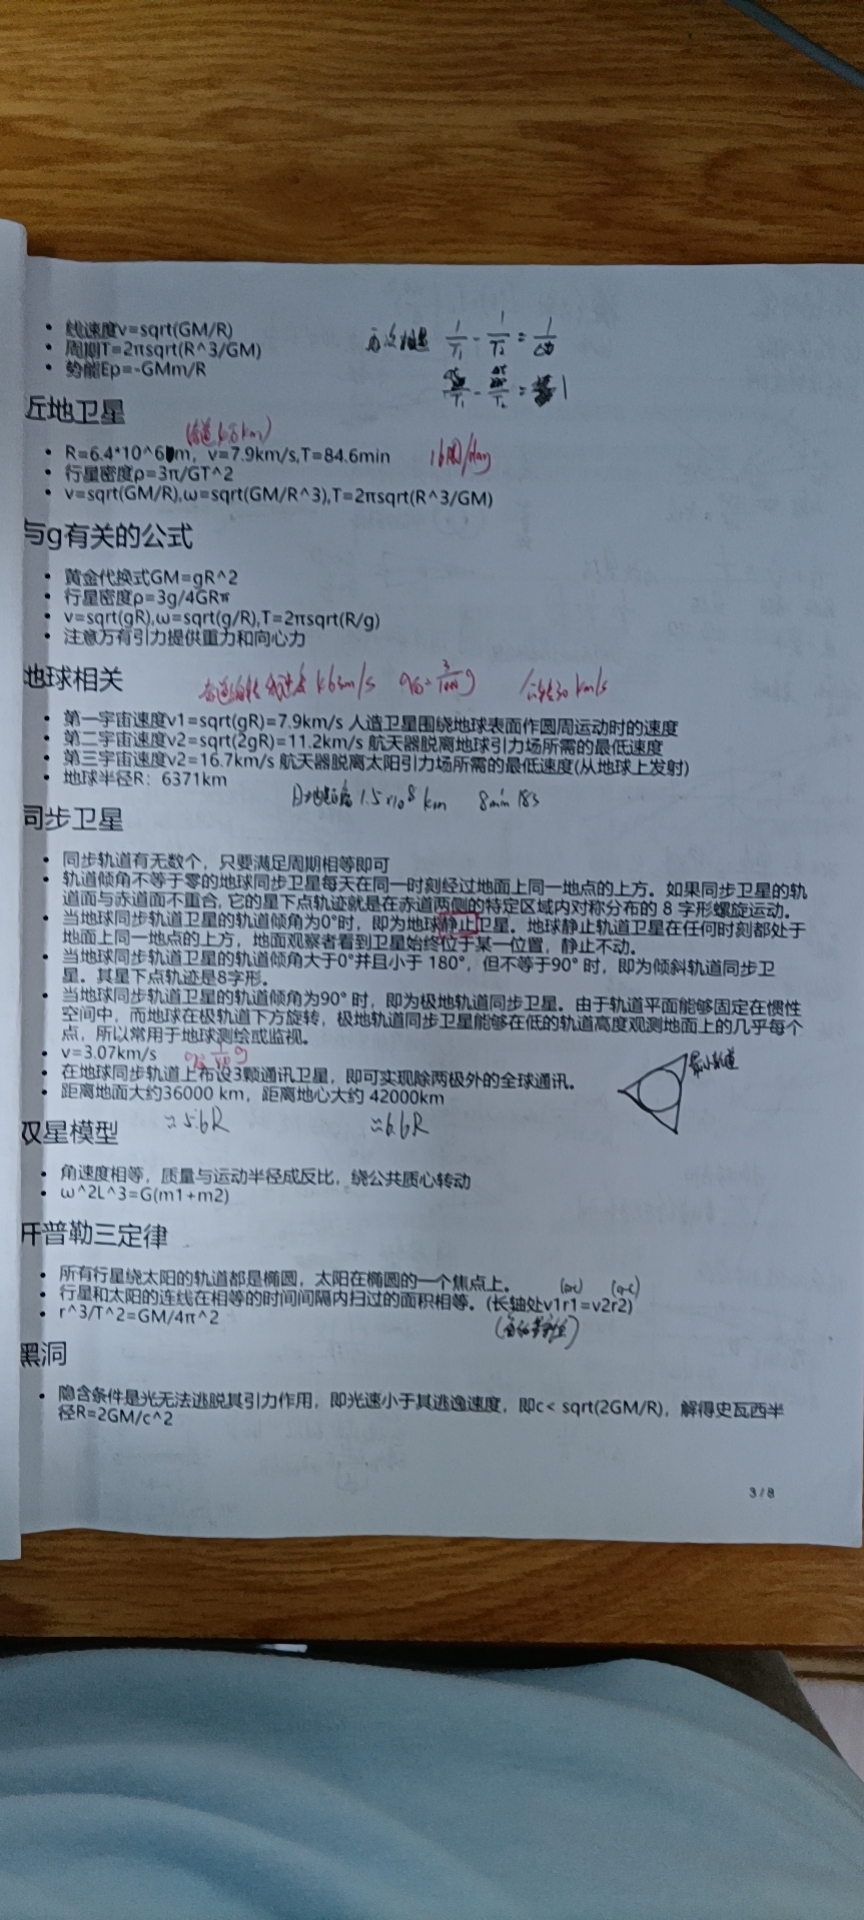 线速度v=sqrt(GM/R)
周期T=2πsqrt(R^3/GM)
势能Ep=-GMm/R
再次相遇 1/T₁ - 1/T₂ = 1/Δt
Δt/T₁ - Δt/T₂ = 1
近地卫星
R=6.4*10^6m, v=7.9km/s,T=84.6min
16圈/day
行星密度ρ=3π/GT^2
v=sqrt(GM/R),ω=sqrt(GM/R^3),T=2πsqrt(R^3/GM)
与g有关的公式
黄金代换式GM=gR^2
行星密度ρ=3g/4GRπ
v=sqrt(gR),ω=sqrt(g/R),T=2πsqrt(R/g)
注意万有引力提供重力和向心力
地球相关
3/1000 g
公转30 km/s
第一宇宙速度v1=sqrt(gR)=7.9km/s 人造卫星围绕地球表面作圆周运动时的速度
第二宇宙速度v2=sqrt(2gR)=11.2km/s 航天器脱离地球引力场所需的最低速度
第三宇宙速度v2=16.7km/s 航天器脱离太阳引力场所需的最低速度(从地球上发射)
地球半径R: 6371km
日地距离 1.5×10⁸ km 8min 18s
同步卫星
同步轨道有无数个，只要满足周期相等即可
轨道倾角不等于零的地球同步卫星每天在同一时刻经过地面上同一地点的上方。如果同步卫星的轨
道面与赤道面不重合, 它的星下点轨迹就是在赤道两侧的特定区域内对称分布的 8 字形螺旋运动。
当地球同步轨道卫星的轨道倾角为0°时，即为地球静止卫星。地球静止轨道卫星在任何时刻都处于
地面上同一地点的上方，地面观察者看到卫星始终位于某一位置，静止不动。
当地球同步轨道卫星的轨道倾角大于0°并且小于 180°，但不等于90° 时，即为倾斜轨道同步卫
星。其星下点轨迹是8字形。
当地球同步轨道卫星的轨道倾角为90° 时，即为极地轨道同步卫星。由于轨道平面能够固定在惯性
空间中，而地球在极轨道下方旋转，极地轨道同步卫星能够在低的轨道高度观测地面上的几乎每个
点，所以常用于地球测绘或监视。
v=3.07km/s
在地球同步轨道上布设3颗通讯卫星，即可实现除两极外的全球通讯。
最小轨道
距离地面大约36000 km，距离地心大约 42000km
≈5.6R ≈6.6R
双星模型
角速度相等，质量与运动半径成反比，绕公共质心转动
ω^2L^3=G(m1+m2)
开普勒三定律
所有行星绕太阳的轨道都是椭圆，太阳在椭圆的一个焦点上。
(a+c) (a-c)
行星和太阳的连线在相等的时间间隔内扫过的面积相等。(长轴处v1r1=v2r2)
r^3/T^2=GM/4π^2
黑洞
隐含条件是光无法逃脱其引力作用，即光速小于其逃逸速度，即c< sqrt(2GM/R)，解得史瓦西半
径R=2GM/c^2
3 / 8